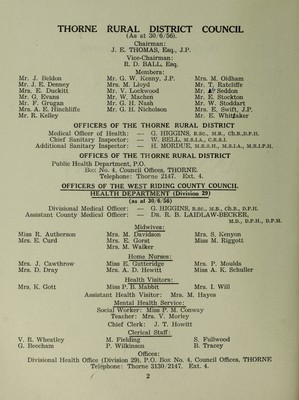 THORNE RURAL DISTRICT COUNCIL
(As at 30/6/56)
Chairman:
J. E. THOMAS, Esq., J.P.
Vice-Chairman:
R. D. BALL, Esq.
Members:
Mr. J. Beldon Mr. G. W. Kenny, J.P. Mrs. M. Oldham
Mr. J. E. Denney Mrs. M. Lloyd Mr. T. Ratcliffe
Mrs. E. Duckitt Mr. V. Lockwood Mr. Seddon
Mr. G. Evans Mr. W. Machen Mr. E. Stockton
Mr. F. Grugan Mr. G. H. Nash Mr. W. Stoddart
Mrs. A. E. Hinchliffe Mr. G. H. Nicholson Mrs. E. Swift, J.P.
Mr. R. Kelley Mr. E. Whittaker
OFFICERS OF THE THORNE RURAL DISTRICT
Medical Officer of Health: — G. HIGGINS, B.SC., M.B., Ch.B., D.P.H.
Chief Sanitary Inspector: — W. BELL, M.S.I.A., C.R.S.I.
Additional Sanitary Inspector: — H. MORDUE, M.R.S.H., M.S.I.A., M.R.I.P.H.
OFFICES OF THE THORNE RURAL DISTRICT
Public Health Department, P.O.
Box No. 4, Council Offices, THORNE.
Telephone: Thorne 2147. Ext. 4.
OFFICERS OF THE WEST RIDING COUNTY COUNCIL.
HEALTH DEPARTMENT (Division 29)
(as at 30/6/56)
Divisional Medical Officer: — G. HIGGINS, B.SC., M.B., Ch.B., D.P.H.
Assistant County Medical Officer: — DR. R. B. LAIDLAW-BECKER,
M.D., D.P.H., D.P.M.
Midwives:
Miss R. Autherson Mrs. M. Davidson Mrs. S. Kenyon
Mrs. E. Curd Mrs. E. Gorst Miss M. Riggott
Mrs. M. Walker
Home Nurses:
Mrs. J. Cawthrow Miss E. Gutteridge Mrs. P. Moulds
Mrs. D. Dray Mrs. A. D. Hewitt Miss A. K. Schuller
Health Visitors:
Mrs. K. Gott Miss P. B. Mabbit Mrs. I. Will
Assistant Health Visitor: Mrs. M. Hayes
Mental Health Service:
Social Worker: Miss P. M. Conway
Teacher: Mrs. V. Morley
Chief Clerk: J. T. Howitt
Clerical Staff:
V. R. Wheatley M. Fielding S. Fullwood
G. Beecham P. Wilkinson B. Tracey
Offices:
Divisional Health Office (Division 29), P.O. Box No. 4, Council Offices, THORNE
Telephone: Thorne 3130/2147. Ext. 4.
2